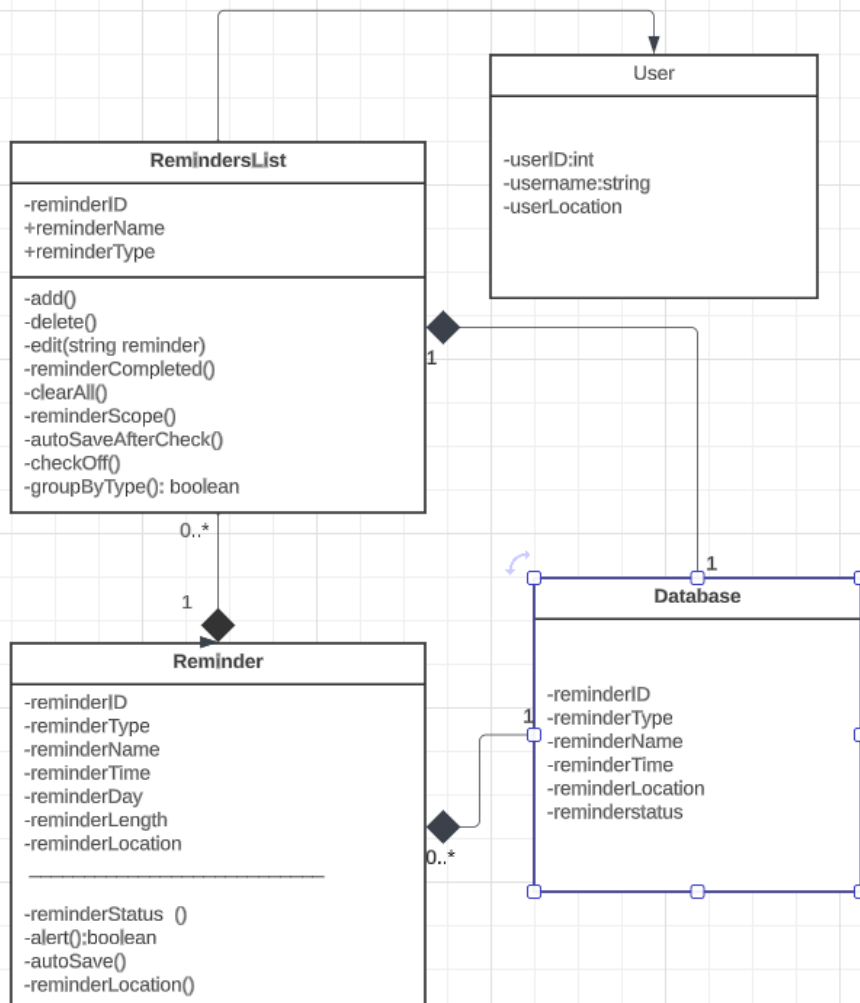 User
-userID:int
-username:string
-userLocation
RemindersList
-reminderID
+reminderName
+reminderType
-add()
-delete()
-edit(string reminder)
-reminderCompleted()
-clearAll()
-reminderScope()
-autoSaveAfterCheck()
-checkOff()
-groupByType(): boolean
1
0..*
1
1
Database
-reminderID
-reminderType
-reminderName
-reminderTime
-reminderLocation
-reminderstatus
1
0..*
Reminder
-reminderID
-reminderType
-reminderName
-reminderTime
-reminderDay
-reminderLength
-reminderLocation
-reminderStatus ()
-alert():boolean
-autoSave()
-reminderLocation()